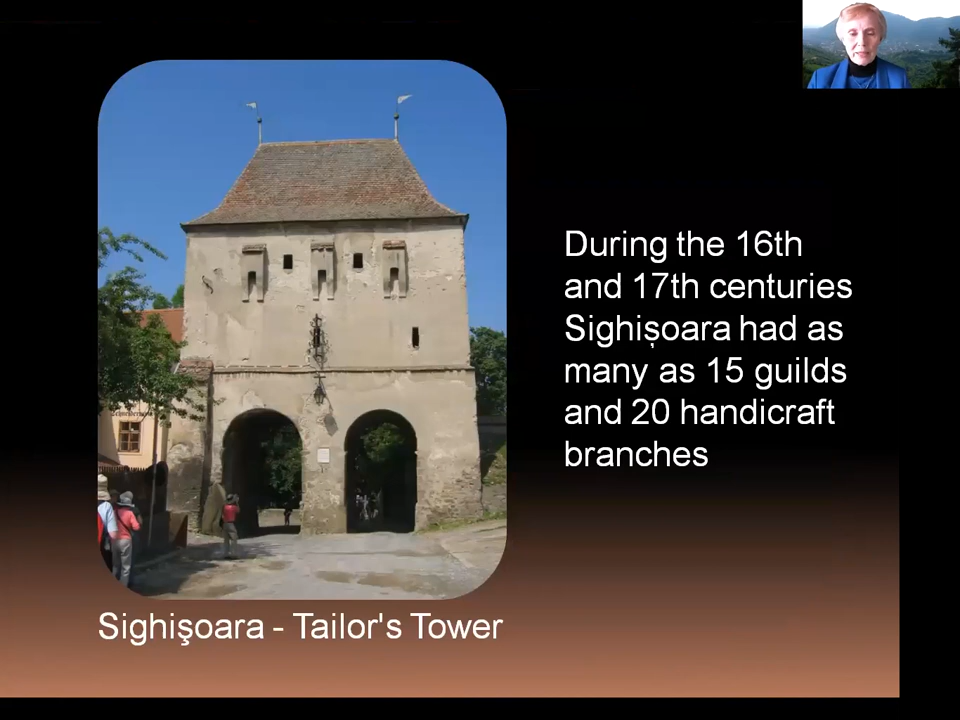 During the 16th
and 17th centuries
Sighișoara had as
many as 15 guilds
and 20 handicraft
branches
Sighişoara - Tailor's Tower